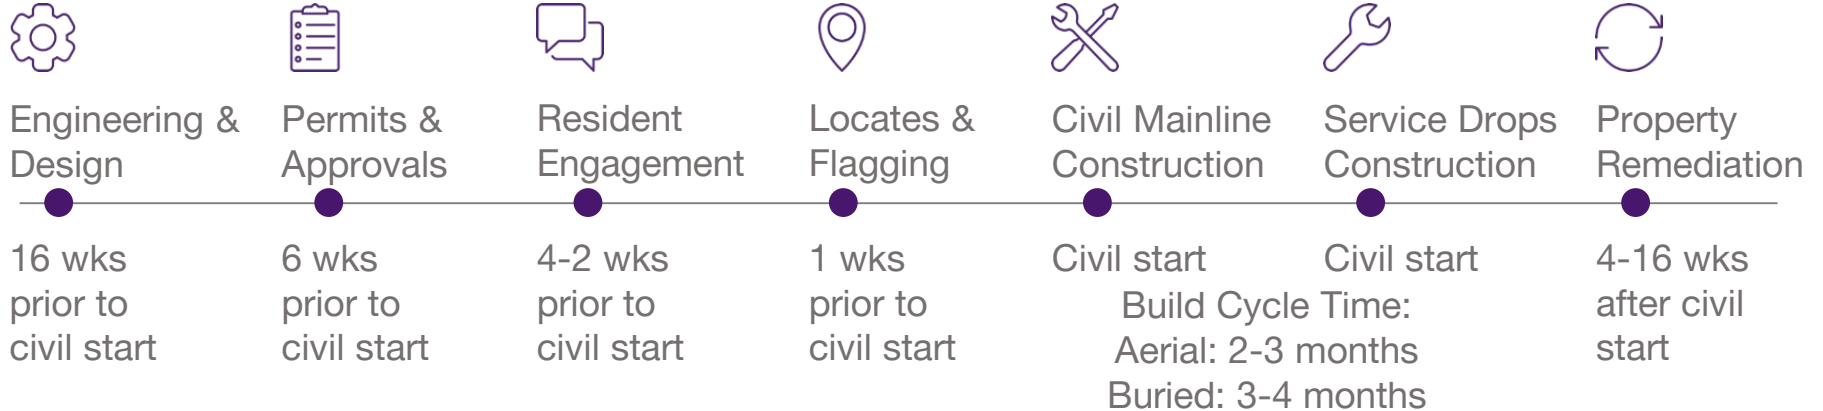 Engineering &
Design
16 wks
prior to
civil start
Permits &
Approvals
6 wks
prior to
civil start
Resident
Engagement
4-2 wks
prior to
civil start
Locates &
Flagging
1 wks
prior to
civil start
Civil Mainline
Construction
Civil start
Service Drops
Construction
Civil start
Build Cycle Time:
Aerial: 2-3 months
Buried: 3-4 months
Property
Remediation
4-16 wks
after civil
start